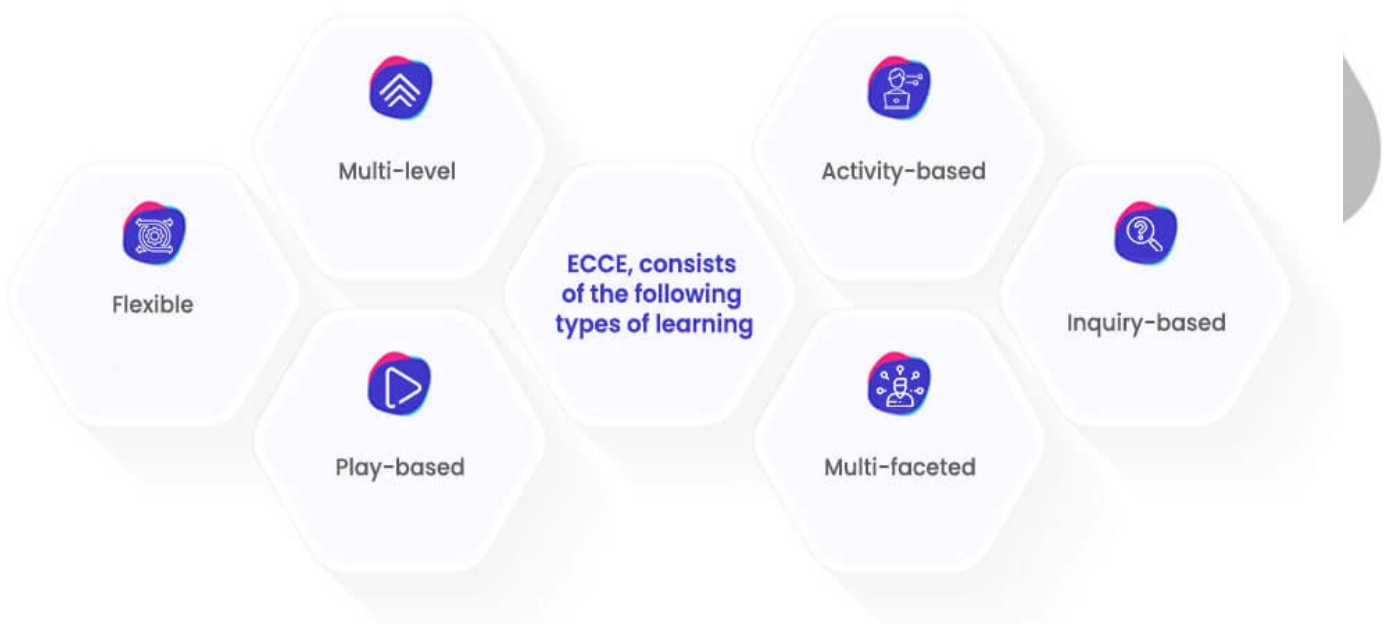 Multi-level
Activity-based
Flexible
ECCE, consists
of the following
types of learning
Inquiry-based
Play-based
Multi-faceted